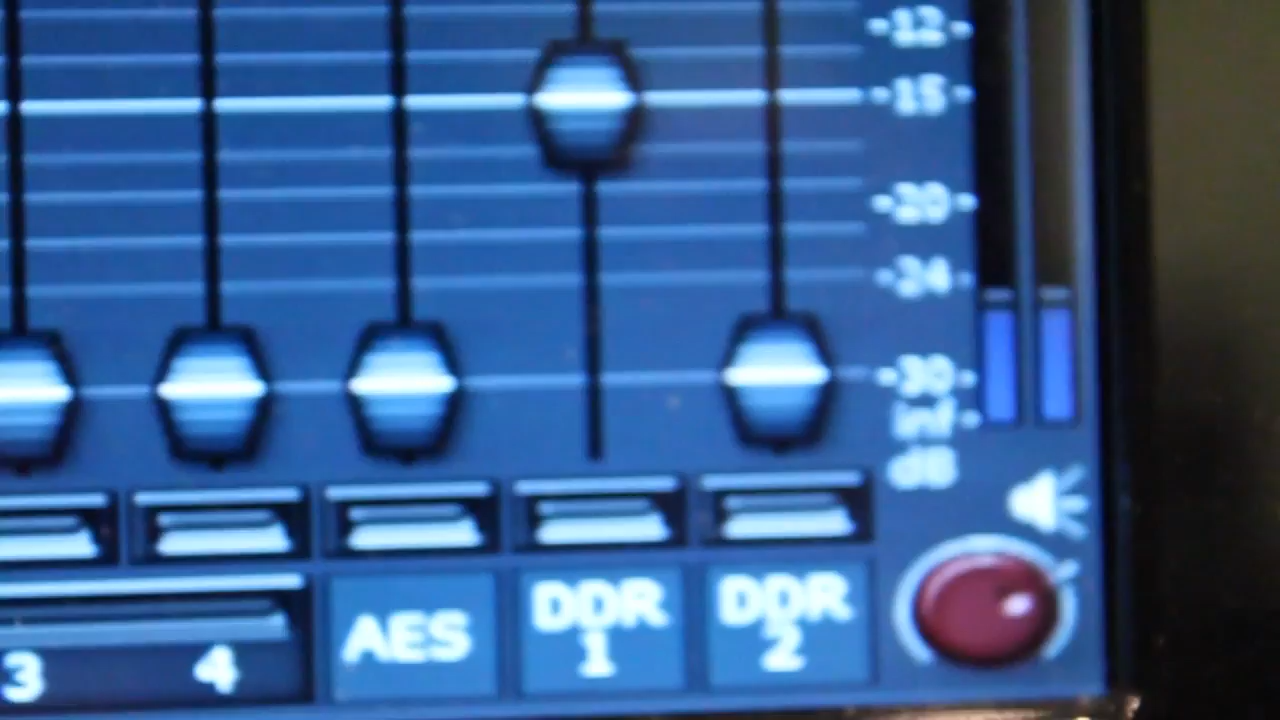 -12-
-15-
-20-
-24-
-30-
inf-
dB
3
4
AES
DDR
1
DDR
2